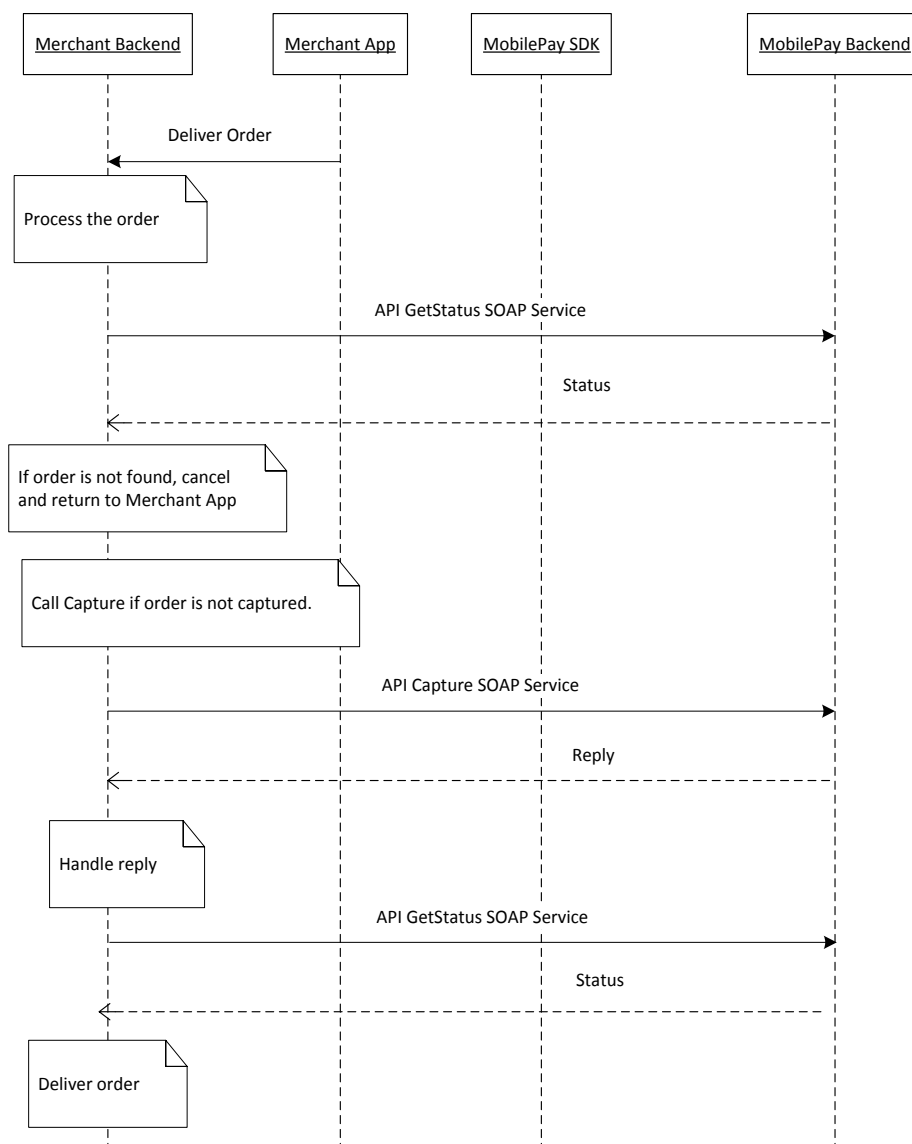 Merchant Backend
Merchant App
MobilePay SDK
MobilePay Backend
Deliver Order
Process the order
API GetStatus SOAP Service
Status
If order is not found, cancel
and return to Merchant App
Call Capture if order is not captured.
API Capture SOAP Service
Reply
Handle reply
API GetStatus SOAP Service
Status
Deliver order